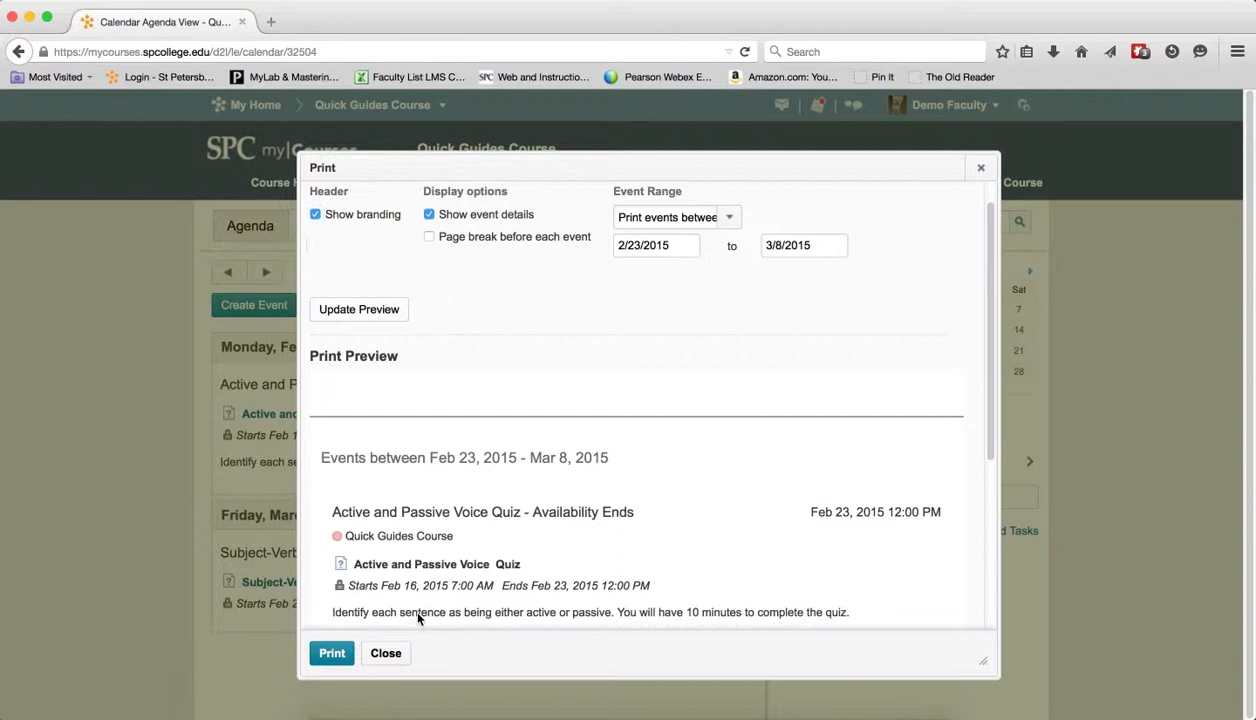 Calendar Agenda View - Qu...
https://mycourses.spcollege.edu/d2l/le/calendar/32504
Search
Most Visited
Login - St Petersb...
MyLab & Mastering...
Faculty List LMS C...
SPC Web and Instructio...
Pearson Webex E...
Amazon.com: You...
Pin It
The Old Reader
My Home
Quick Guides Course
Demo Faculty
SPC my Courses
Quick Guides Course
Course H
Course
Print
Agenda
Header
Display options
Event Range
Show branding
Show event details
Print events betwee
Page break before each event
2/23/2015 to 3/8/2015
Create Event
Update Preview
Sat
7
14
21
28
Monday, Fe
Print Preview
Active and P
Active and
Starts Feb 1
Identify each se
Events between Feb 23, 2015 - Mar 8, 2015
Friday, Mar
Active and Passive Voice Quiz - Availability Ends
Feb 23, 2015 12:00 PM
Quick Guides Course
ed Tasks
Subject-Verb
Active and Passive Voice Quiz
Subject-Ve
Starts Feb 16, 2015 7:00 AM Ends Feb 23, 2015 12:00 PM
Starts Feb 2
Identify each sentence as being either active or passive. You will have 10 minutes to complete the quiz.
Print
Close